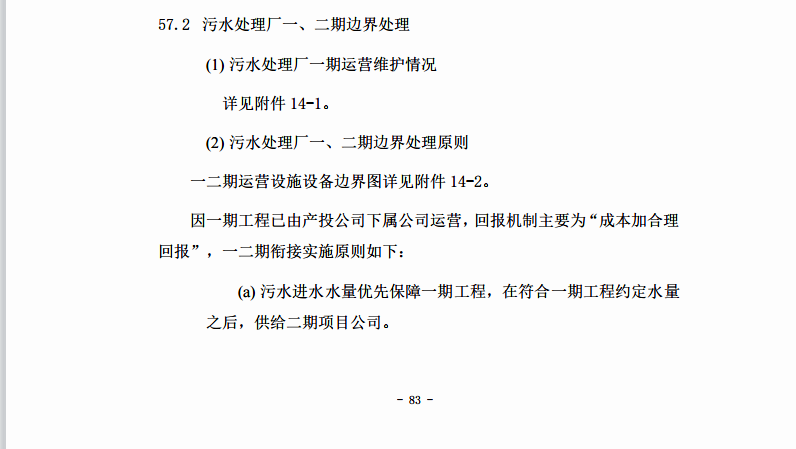 57.2 污水处理厂一、二期边界处理
(1) 污水处理厂一期运营维护情况
详见附件 14-1。
(2) 污水处理厂一、二期边界处理原则
一二期运营设施设备边界图详见附件 14-2。
因一期工程已由产投公司下属公司运营，回报机制主要为“成本加合理
回报”，一二期衔接实施原则如下：
(a) 污水进水水量优先保障一期工程，在符合一期工程约定水量
之后，供给二期项目公司。
- 83 -